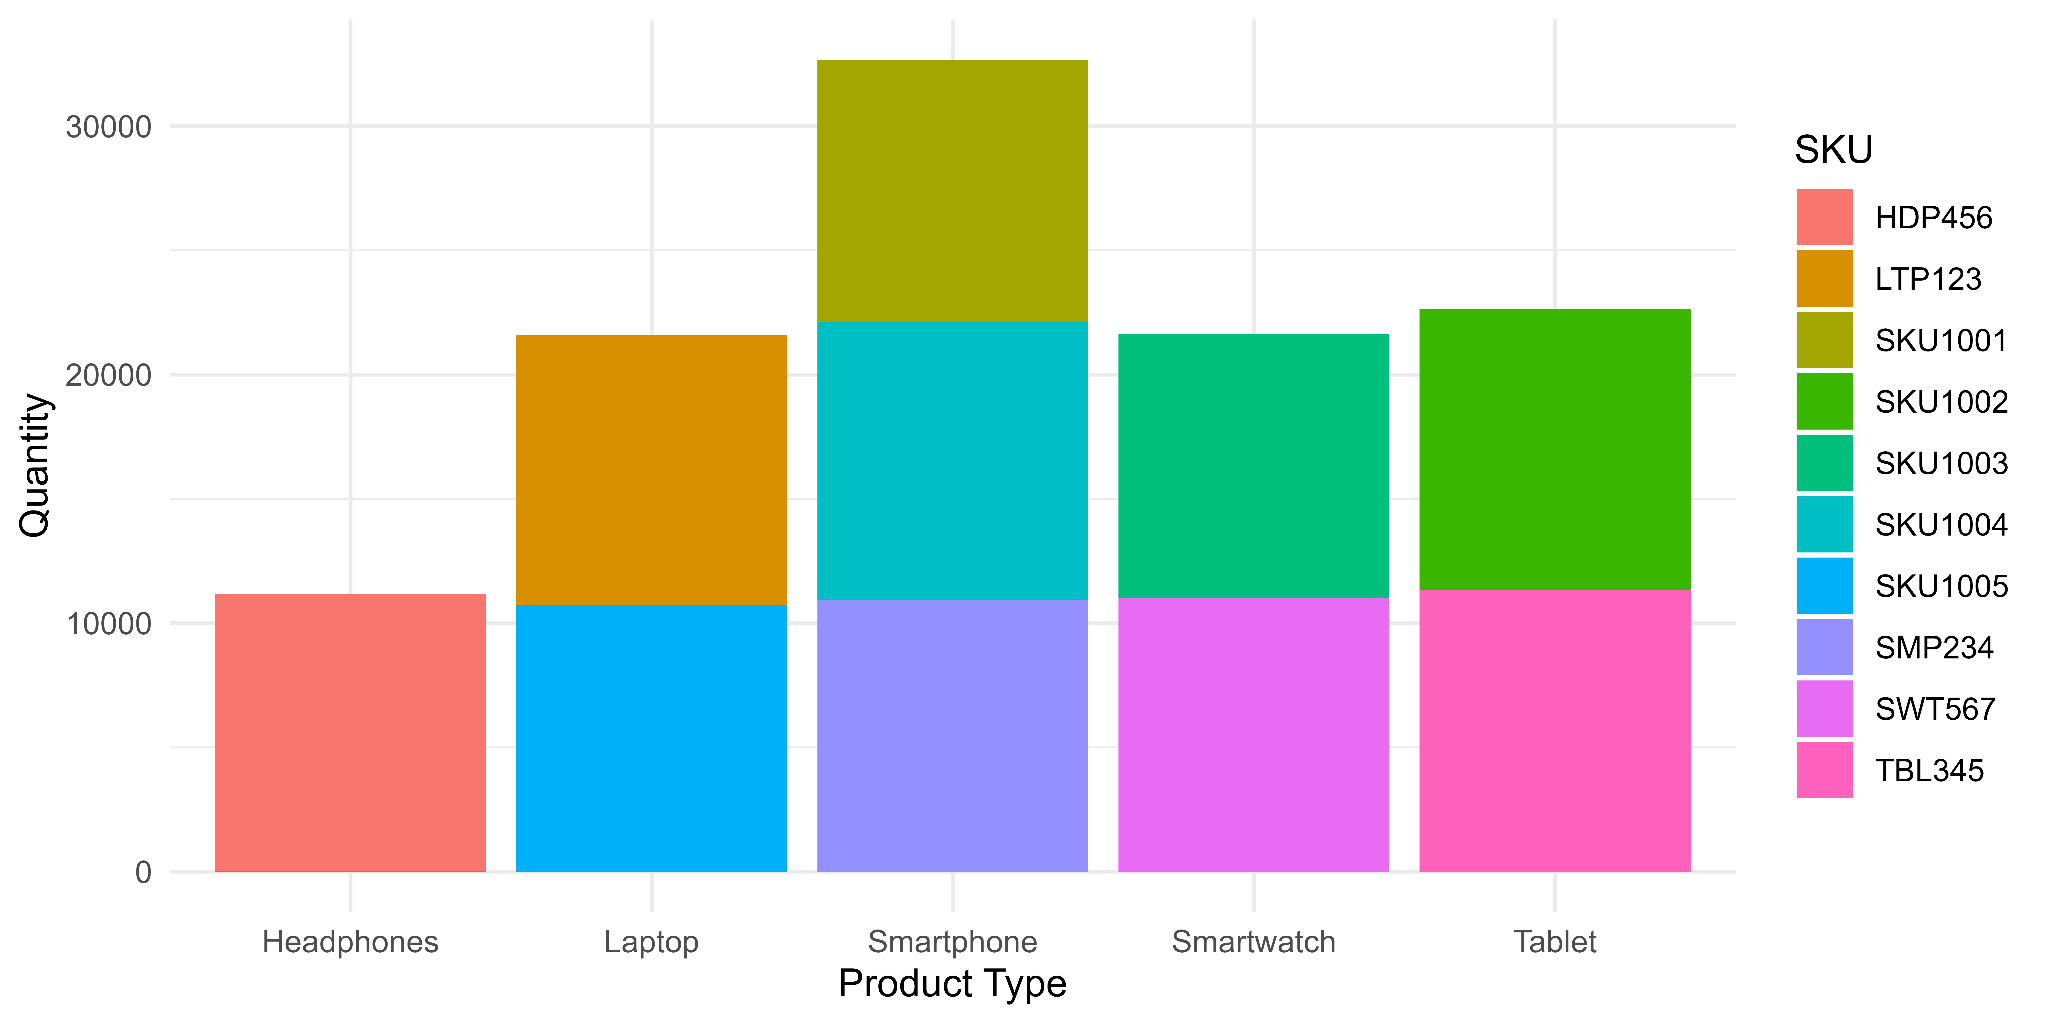 30000
20000
10000
0
Quantity
Headphones
Laptop
Smartphone
Smartwatch
Tablet
Product Type
SKU
HDP456
LTP123
SKU1001
SKU1002
SKU1003
SKU1004
SKU1005
SMP234
SWT567
TBL345